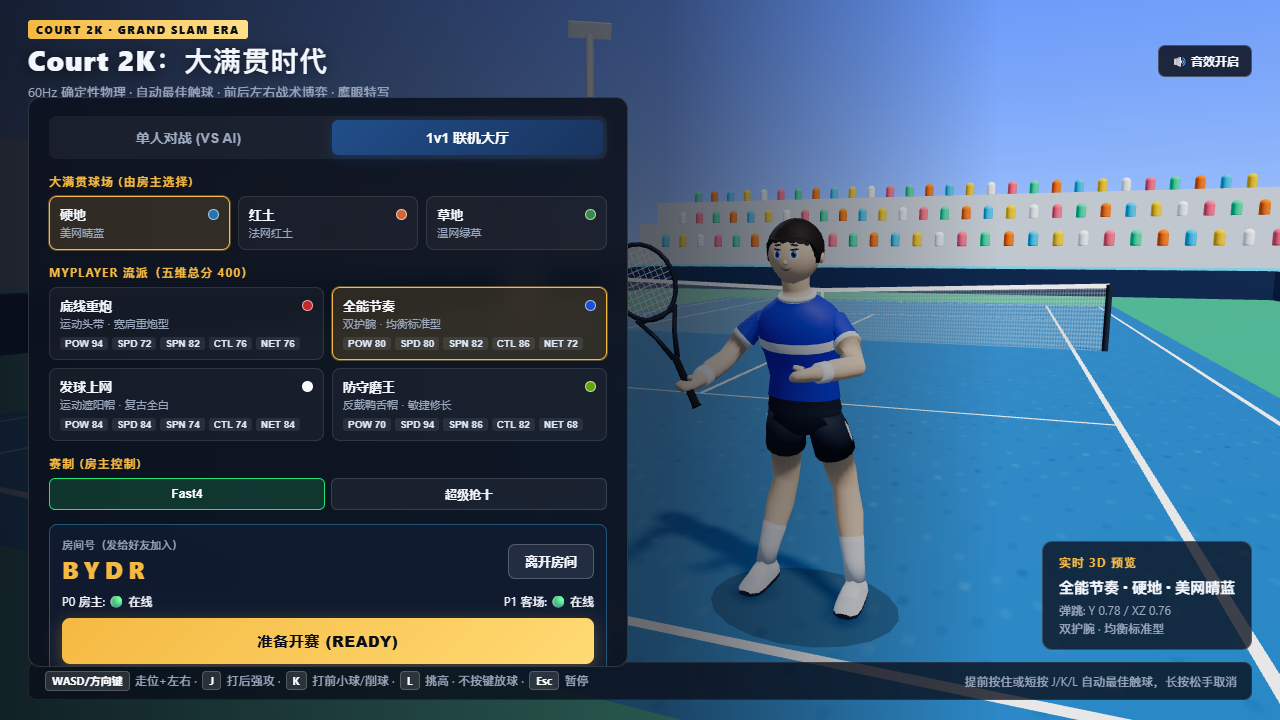 COURT 2K · GRAND SLAM ERA
Court 2K：大满贯时代
60Hz 确定性物理 · 自动最佳触球 · 前后左右战术博弈 · 鹰眼特写
音效开启
单人对战 (VS AI)
1v1 联机大厅
大满贯球场 (由房主选择)
硬地
美网晴蓝
红土
法网红土
草地
温网绿草
MYPLAYER 流派（五维总分 400）
底线重炮
运动头带 · 宽肩重炮型
POW 94 SPD 72 SPN 82 CTL 76 NET 76
全能节奏
双护腕 · 均衡标准型
POW 80 SPD 80 SPN 82 CTL 86 NET 72
发球上网
运动遮阳帽 · 复古全白
POW 84 SPD 84 SPN 74 CTL 74 NET 84
防守磨王
反戴鸭舌帽 · 敏捷修长
POW 70 SPD 94 SPN 86 CTL 82 NET 68
赛制 (房主控制)
Fast4
超级抢十
房间号（发给好友加入）
BYDR
离开房间
P0 房主: 在线
P1 客场: 在线
准备开赛 (READY)
实时 3D 预览
全能节奏 · 硬地 · 美网晴蓝
弹跳: Y 0.78 / XZ 0.76
双护腕 · 均衡标准型
WASD/方向键 走位+左右 · J 打后强攻 · K 打前小球/削球 · L 挑高 · 不按键放球 · Esc 暂停
提前按住或短按 J/K/L 自动最佳触球，长按松手取消